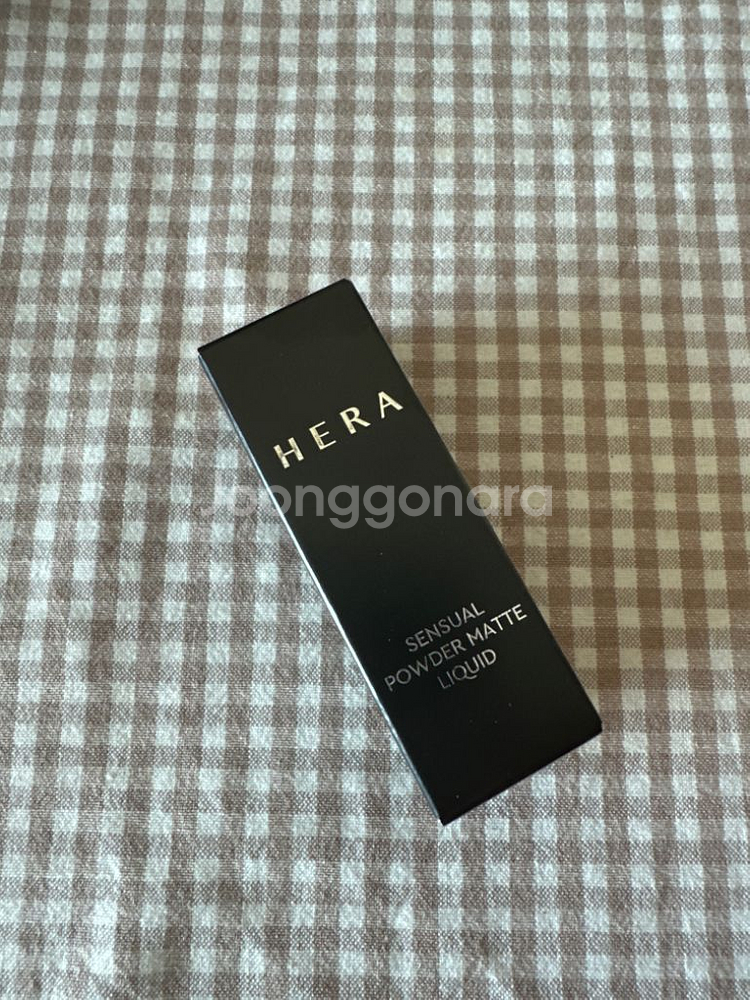 HERA
Joonggonara
SENSUAL
POWDER MATTE
LIQUID